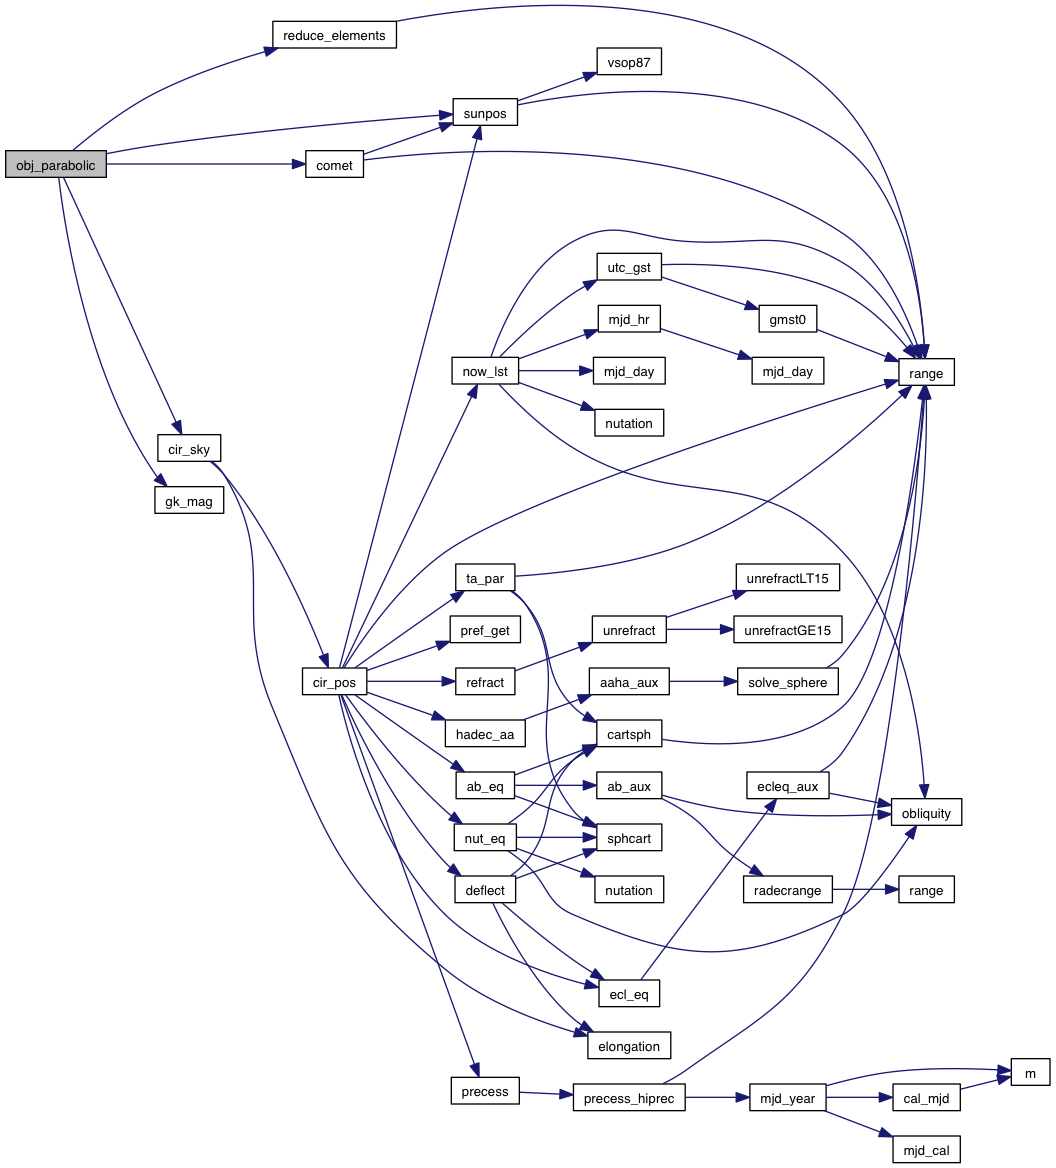 reduce_elements
vsop87
sunpos
obj_parabolic
comet
utc_gst
mjd_hr
gmst0
now_lst
mjd_day
mjd_day
range
nutation
cir_sky
gk_mag
ta_par
unrefractLT15
pref_get
unrefract
unrefractGE15
cir_pos
refract
aaha_aux
solve_sphere
hadec_aa
cartsph
ab_eq
ab_aux
ecleq_aux
obliquity
nut_eq
sphcart
deflect
nutation
radecrange
range
ecl_eq
elongation
precess
precess_hiprec
mjd_year
cal_mjd
m
mjd_cal